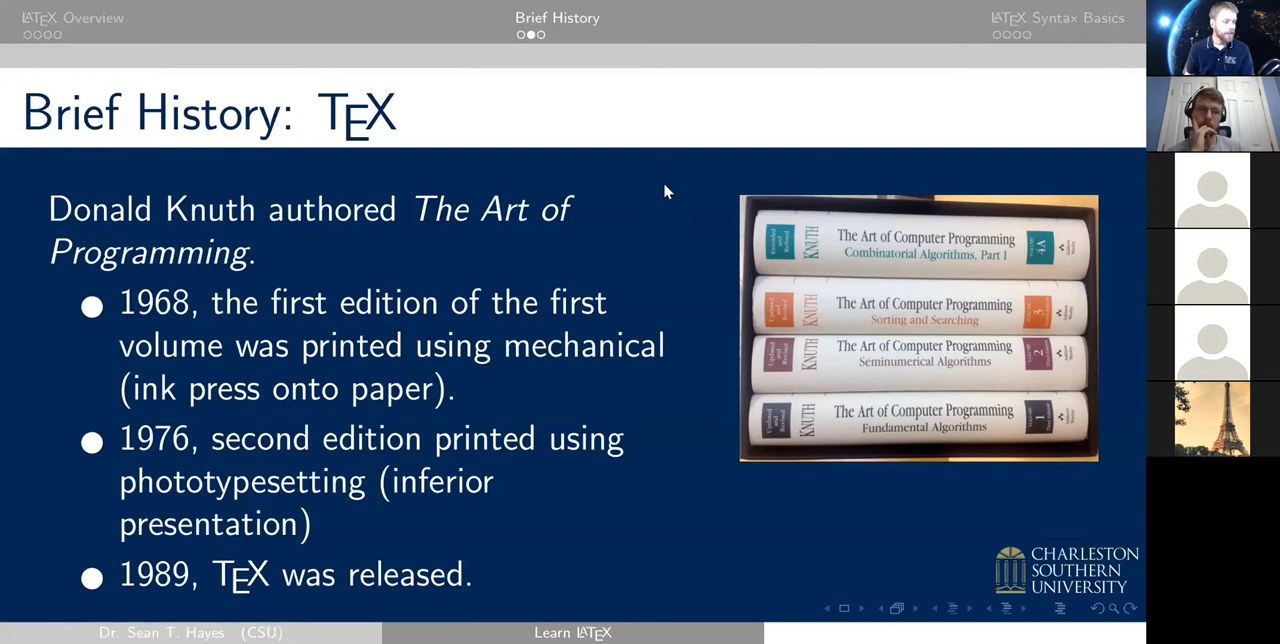 LATEX Overview
Brief History
LATEX Syntax Basics
Brief History: TEX
Donald Knuth authored The Art of
Programming.
1968, the first edition of the first
volume was printed using mechanical
(ink press onto paper).
1976, second edition printed using
phototypesetting (inferior
presentation)
1989, TEX was released.
KNUTH
The Art of Computer Programming
Combinatorial Algorithms, Part 1
4A
KNUTH
The Art of Computer Programming
Sorting and Searching
3
KNUTH
The Art of Computer Programming
Seminumerical Algorithms
2
KNUTH
The Art of Computer Programming
Fundamental Algorithms
1
CHARLESTON
SOUTHERN
UNIVERSITY
Dr. Sean T. Hayes (CSU)
Learn LATEX